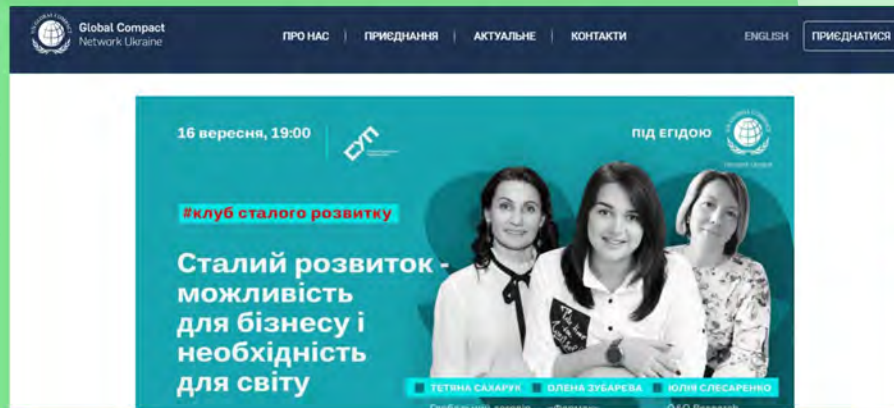 Global Compact
Network Ukraine
ПРО НАС
ПРИЄДНАННЯ
АКТУАЛЬНЕ
КОНТАКТИ
ENGLISH
ПРИЄДНАТИСЯ
16 вересня, 19:00
СУП
ПІД ЕГІДОЮ
#клуб сталого розвитку
Сталий розвиток -
можливість
для бізнесу і
необхідність
для світу
ТЕТЯНА САХАРУК
ОЛЕНА ЗУБАРЕВА
ЮЛІЯ СЛЕСАРЕНКО